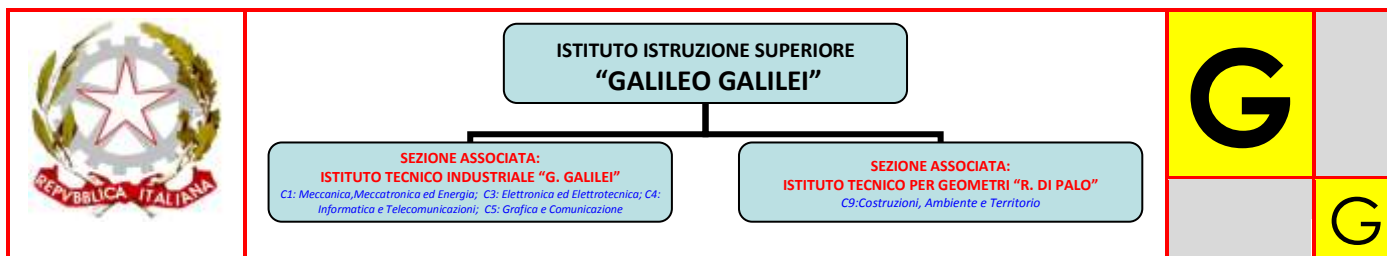 REPVBBLICA ITALIANA
ISTITUTO ISTRUZIONE SUPERIORE
“GALILEO GALILEI”
SEZIONE ASSOCIATA:
ISTITUTO TECNICO INDUSTRIALE “G. GALILEI”
C1: Meccanica,Meccatronica ed Energia; C3: Elettronica ed Elettrotecnica; C4:
Informatica e Telecomunicazioni; C5: Grafica e Comunicazione
SEZIONE ASSOCIATA:
ISTITUTO TECNICO PER GEOMETRI “R. DI PALO”
C9:Costruzioni, Ambiente e Territorio
G
G